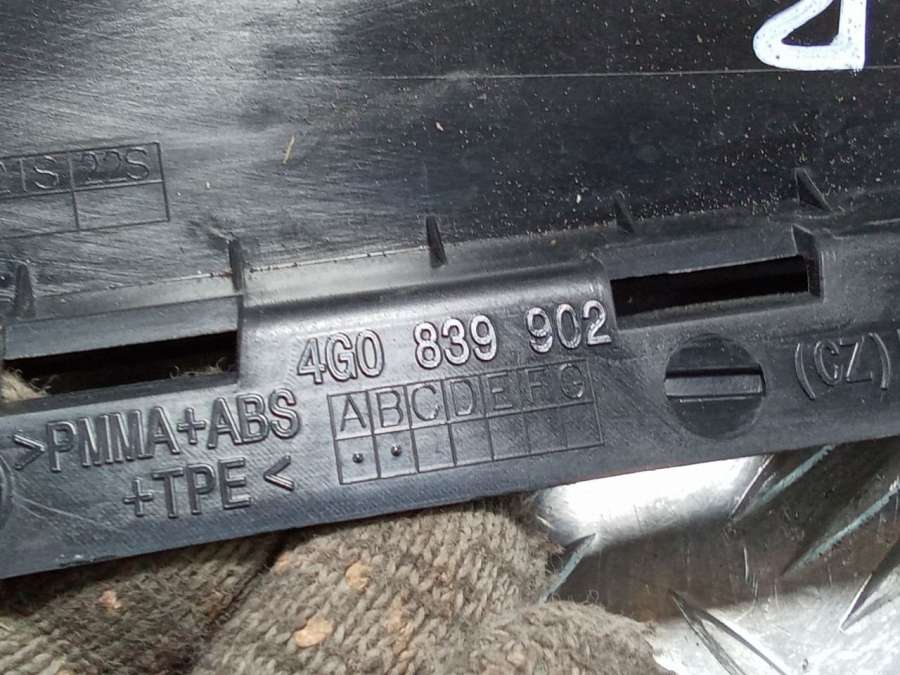 21S 22S
4G0 839 902
>PMMA+ABS
+TPE<
A B C D E F G
(CZ)